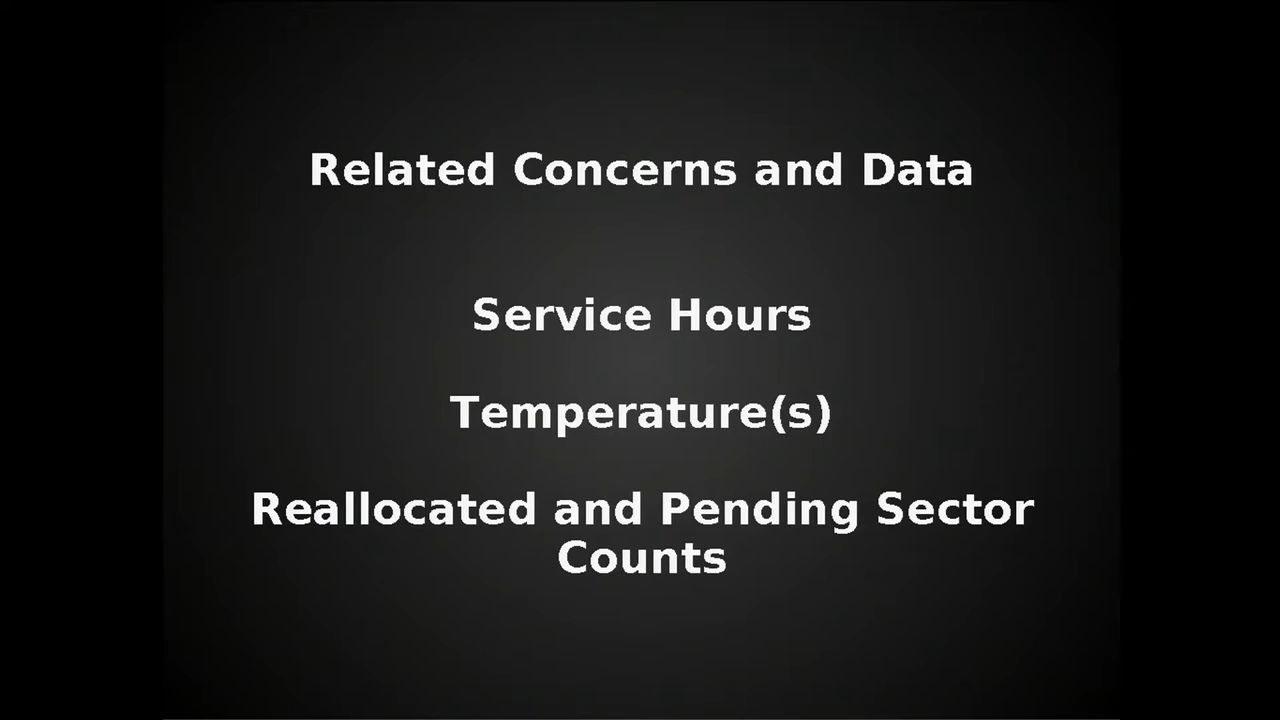 Related Concerns and Data
Service Hours
Temperature(s)
Reallocated and Pending Sector
Counts